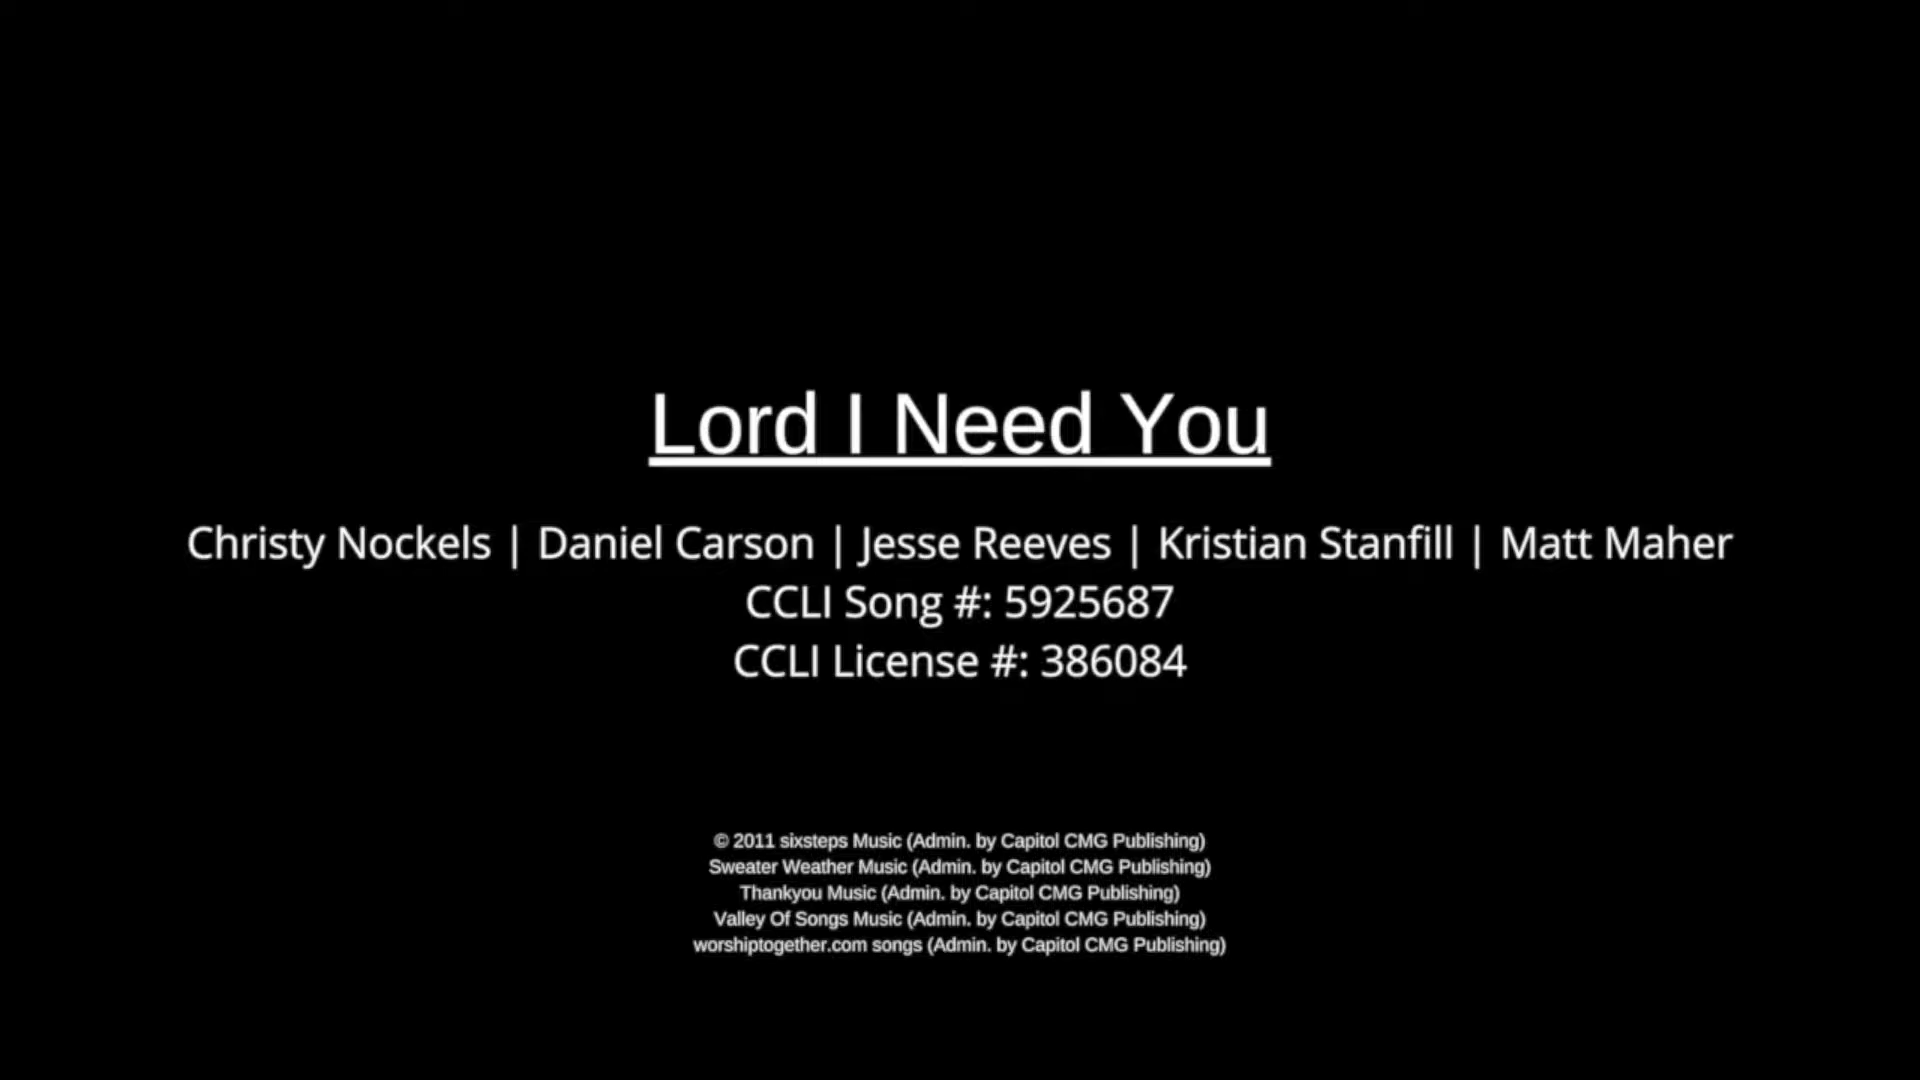 Lord I Need You
Christy Nockels | Daniel Carson | Jesse Reeves | Kristian Stanfill | Matt Maher
CCLI Song #: 5925687
CCLI License #: 386084
© 2011 sixsteps Music (Admin. by Capitol CMG Publishing)
Sweater Weather Music (Admin. by Capitol CMG Publishing)
Thankyou Music (Admin. by Capitol CMG Publishing)
Valley Of Songs Music (Admin. by Capitol CMG Publishing)
worshiptogether.com songs (Admin. by Capitol CMG Publishing)